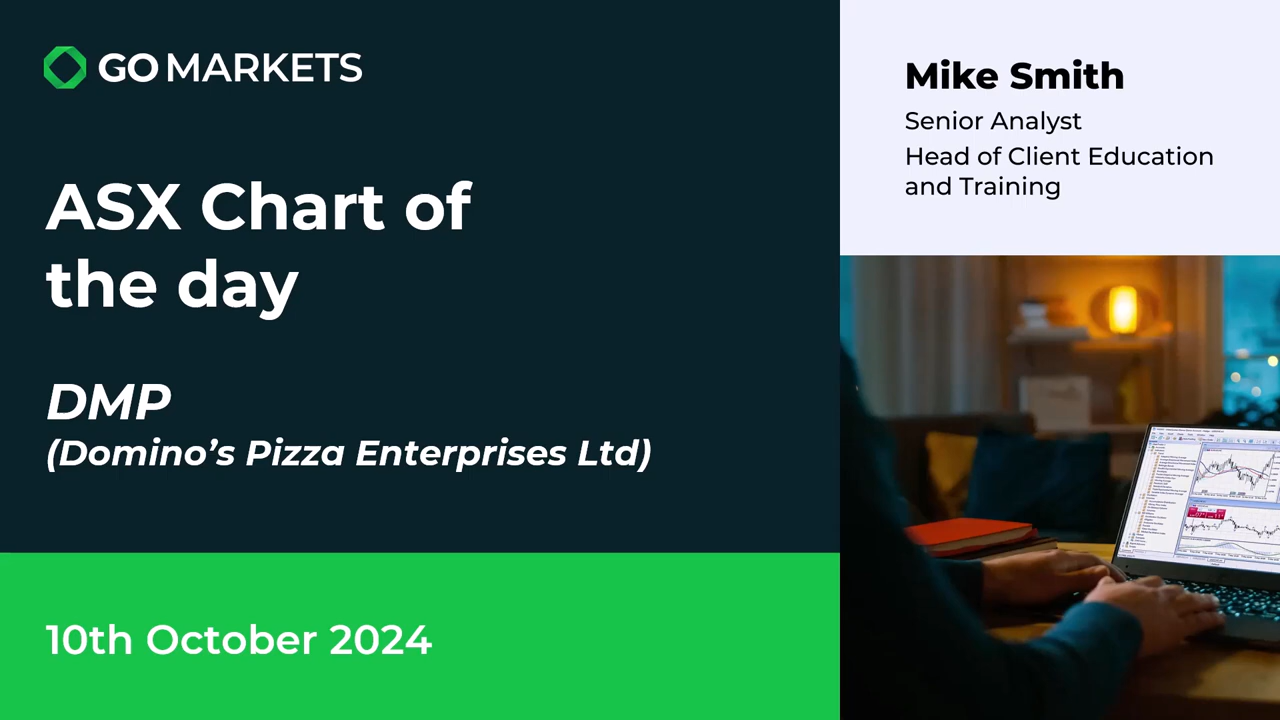 GO MARKETS
ASX Chart of
the day
DMP
(Domino’s Pizza Enterprises Ltd)
10th October 2024
Mike Smith
Senior Analyst
Head of Client Education
and Training